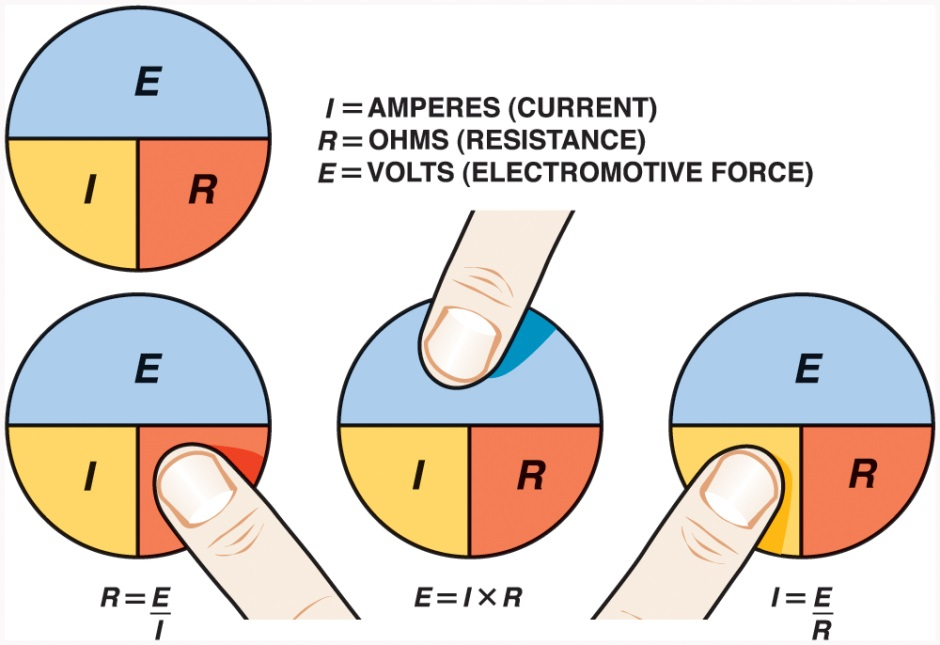 E
I R
I = AMPERES (CURRENT)
R = OHMS (RESISTANCE)
E = VOLTS (ELECTROMOTIVE FORCE)
E
I
I R
E
R
R = E
I
E = I × R
I = E
R